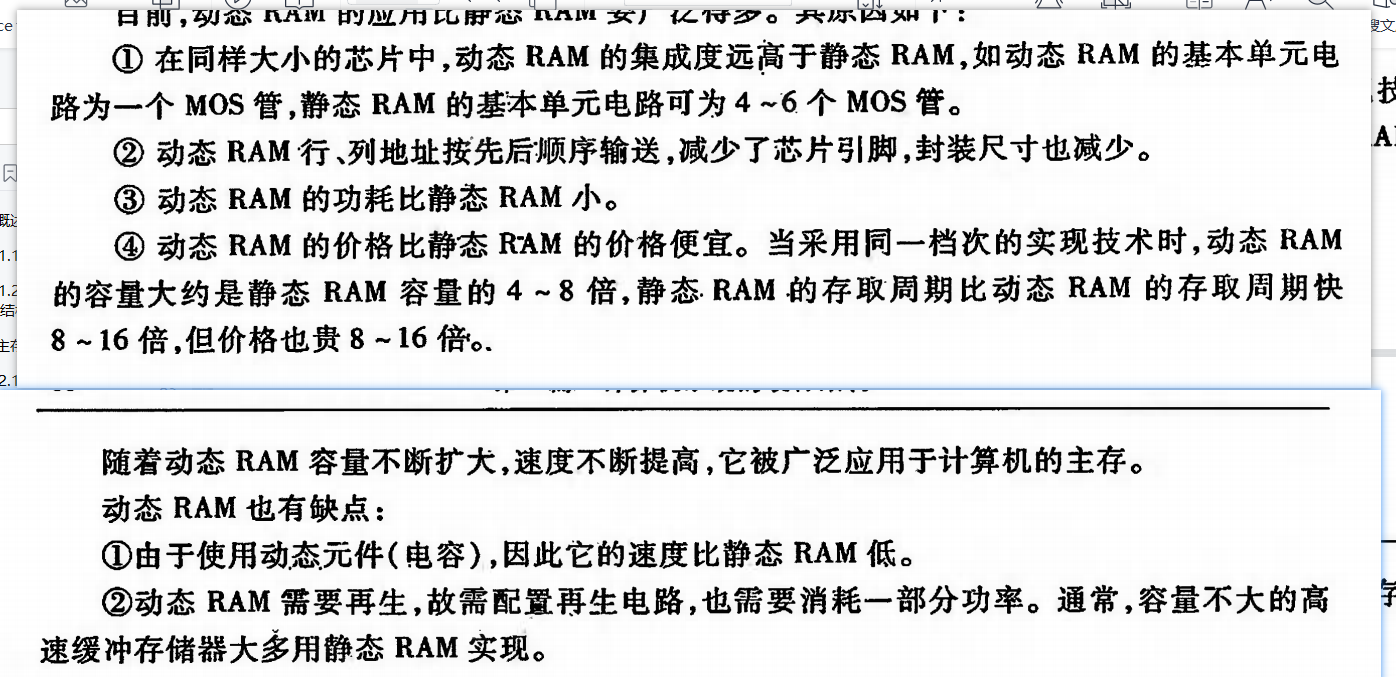 目前,动态 RAM 的应用比静态 RAM 要广泛得多。其原因如下:
① 在同样大小的芯片中,动态 RAM 的集成度远高于静态 RAM,如动态 RAM 的基本单元电
路为一个 MOS 管,静态 RAM 的基本单元电路可为 4~6 个 MOS 管。
② 动态 RAM 行、列地址按先后顺序输送,减少了芯片引脚,封装尺寸也减少。
③ 动态 RAM 的功耗比静态 RAM 小。
④ 动态 RAM 的价格比静态 RAM 的价格便宜。当采用同一档次的实现技术时,动态 RAM
的容量大约是静态 RAM 容量的 4~8 倍,静态 RAM 的存取周期比动态 RAM 的存取周期快
8~16 倍,但价格也贵 8~16 倍。
随着动态 RAM 容量不断扩大,速度不断提高,它被广泛应用于计算机的主存。
动态 RAM 也有缺点:
①由于使用动态元件(电容),因此它的速度比静态 RAM 低。
②动态 RAM 需要再生,故需配置再生电路,也需要消耗一部分功率。通常,容量不大的高
速缓冲存储器大多用静态 RAM 实现。